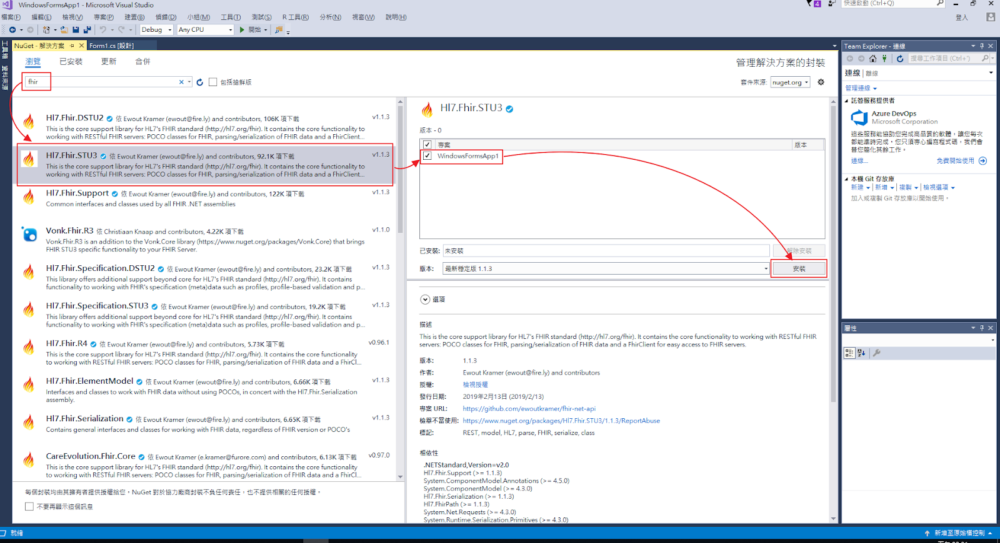 WindowsFormsApp1 - Microsoft Visual Studio
4
快速啟動 (Ctrl+Q)
檔案(F) 編輯(E) 檢視(V) 專案(P) 建置(B) 偵錯(D) 小組(M) 工具(T) 測試(S) R 工具(R) 分析(N) 視窗(W) 說明(H)
登入
Debug Any CPU 開始
工具箱 資料來源
NuGet - 解決方案 Form1.cs [設計]
瀏覽 已安裝 更新 合併
管理解決方案的封裝
fhir
包括搶鮮版
套件來源: nuget.org
Hl7.Fhir.DSTU2 依 Ewout Kramer (ewout@fire.ly) and contributors, 106K 項下載 v1.1.3
This is the core support library for HL7's FHIR standard (http://hl7.org/fhir). It contains the core functionality to
working with RESTful FHIR servers: POCO classes for FHIR, parsing/serialization of FHIR data and a FhirClient...
Hl7.Fhir.STU3 依 Ewout Kramer (ewout@fire.ly) and contributors, 92.1K 項下載 v1.1.3
This is the core support library for HL7's FHIR standard (http://hl7.org/fhir). It contains the core functionality to
working with RESTful FHIR servers: POCO classes for FHIR, parsing/serialization of FHIR data and a FhirClient...
Hl7.Fhir.Support 依 Ewout Kramer (ewout@fire.ly) and contributors, 122K 項下載 v1.1.3
Common interfaces and classes used by all FHIR .NET assemblies
Vonk.Fhir.R3 依 Christiaan Knaap and contributors, 4.22K 項下載 v1.1.0
Vonk.Fhir.R3 is an addition to the Vonk.Core library (https://www.nuget.org/packages/Vonk.Core) that brings
FHIR STU3 specific functionality to your FHIR Server.
Hl7.Fhir.Specification.DSTU2 依 Ewout Kramer (ewout@fire.ly) and contributors, 23.2K 項下載 v1.1.3
This library offers additional support beyond core for HL7's FHIR standard (http://hl7.org/fhir). It contains
functionality to working with FHIR's specification (meta)data such as profiles, profile-based validation and p...
Hl7.Fhir.Specification.STU3 依 Ewout Kramer (ewout@fire.ly) and contributors, 19.2K 項下載 v1.1.3
This library offers additional support beyond core for HL7's FHIR standard (http://hl7.org/fhir). It contains
functionality to working with FHIR's specification (meta)data such as profiles, profile-based validation and p...
Hl7.Fhir.R4 依 Ewout Kramer (ewout@fire.ly) and contributors, 5.73K 項下載 v0.96.1
This is the core support library for HL7's FHIR standard (http://hl7.org/fhir). It contains the core functionality
to working with RESTful FHIR servers: POCO classes for FHIR, parsing/serialization of FHIR data and a FhirCl...
Hl7.Fhir.ElementModel 依 Ewout Kramer (ewout@fire.ly) and contributors, 6.66K 項下載 v1.1.3
Interfaces and classes to work with FHIR data without using POCOs, in concert with the Hl7.Fhir.Serialization
assembly.
Hl7.Fhir.Serialization 依 Ewout Kramer (ewout@fire.ly) and contributors, 6.65K 項下載 v1.1.3
Contains general interfaces and classes for working with FHIR data, regardless of FHIR version or POCO's
CareEvolution.Fhir.Core 依 Ewout Kramer (e.kramer@furore.com) and contributors, 6.13K 項下載 v0.97.0
This is the core support library for HL7's FHIR standard (http://hl7.org/fhir). It contains the core functionality
to working with RESTful FHIR servers: POCO classes for FHIR, parsing/serialization of FHIR data and a FhirCl...
每個封裝均由其擁有者提供授權給您。NuGet 對於協力廠商封裝不負任何責任，也不提供相關的任何授權。
不要再顯示這個訊息
Hl7.Fhir.STU3
版本 - 0
專案 版本
WindowsFormsApp1
已安裝: 未安裝 解除安裝
版本: 最新穩定版 1.1.3 安裝
選項
描述
This is the core support library for HL7's FHIR standard (http://hl7.org/fhir). It contains the core functionality to working with RESTful FHIR
servers: POCO classes for FHIR, parsing/serialization of FHIR data and a FhirClient for easy access to FHIR servers.
版本: 1.1.3
作者: Ewout Kramer (ewout@fire.ly) and contributors
授權: 檢視授權
發行日期: 2019年2月13日 (2019/2/13)
專案 URL: https://github.com/ewoutkramer/fhir-net-api
檢舉不當使用: https://www.nuget.org/packages/Hl7.Fhir.STU3/1.1.3/ReportAbuse
標記: REST, model, HL7, parse, FHIR, serialize, class
相依性
.NETStandard,Version=v2.0
Hl7.Fhir.Support (>= 1.1.3)
System.ComponentModel.Annotations (>= 4.5.0)
System.ComponentModel (>= 4.3.0)
Hl7.Fhir.Serialization (>= 1.1.3)
Hl7.FhirPath (>= 1.1.3)
System.Net.Requests (>= 4.3.0)
System.Runtime.Serialization.Primitives (>= 4.3.0)
Team Explorer - 連線
搜尋工作項目 (Ctrl+')
連線 | 離線
管理連線
託管服務提供者
Azure DevOps
Microsoft Corporation
這些服務能協助您完成高品質的軟體，讓您每次
都能準時完成，您只須專心編寫程式碼，我們會
替您簡化其餘工作。
連線... 免費開始使用
本機 Git 存放庫
新建 | 新增 | 複製 | 檢視選項
加入或複製 Git 存放庫以開始使用。
屬性
就緒
新增至原始檔控制